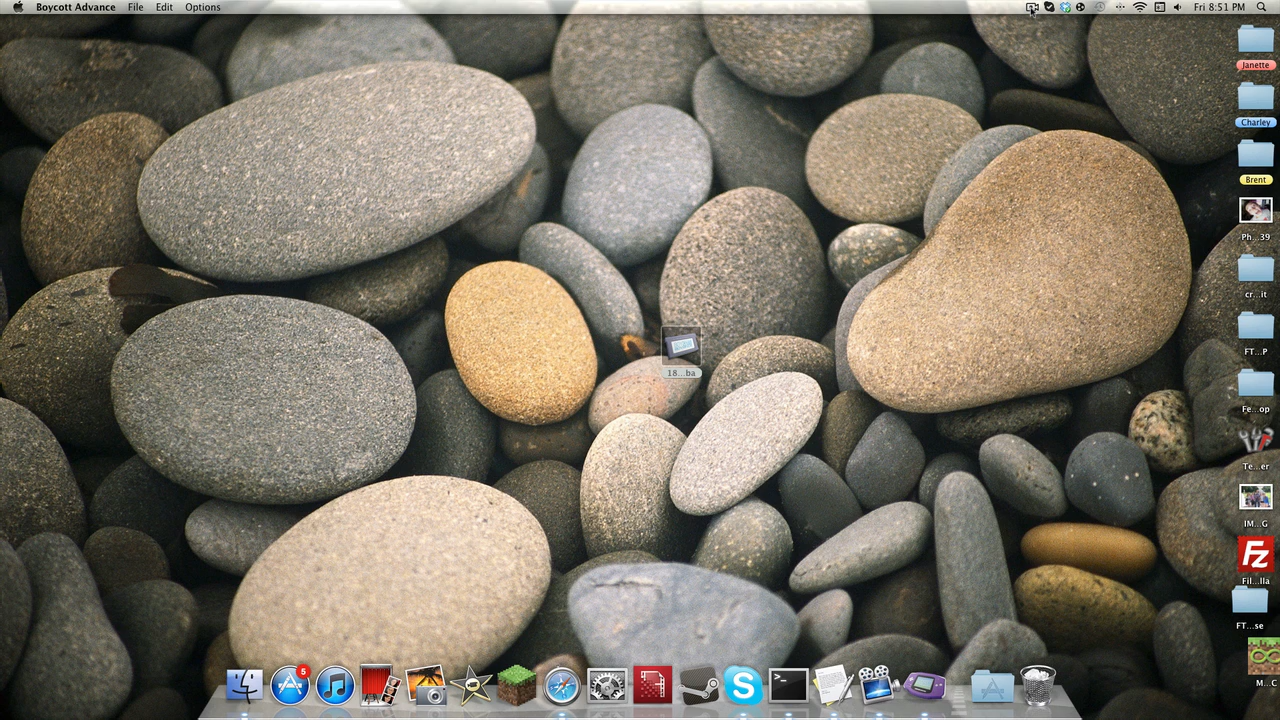 Boycott Advance File Edit Options Fri 8:51 PM
Janette
Charley
Brent
Ph...39
cr...it
FT...P
18...ba
Fe...op
Te...er
IM...G
Fil...lla
FT...se
M...C
5